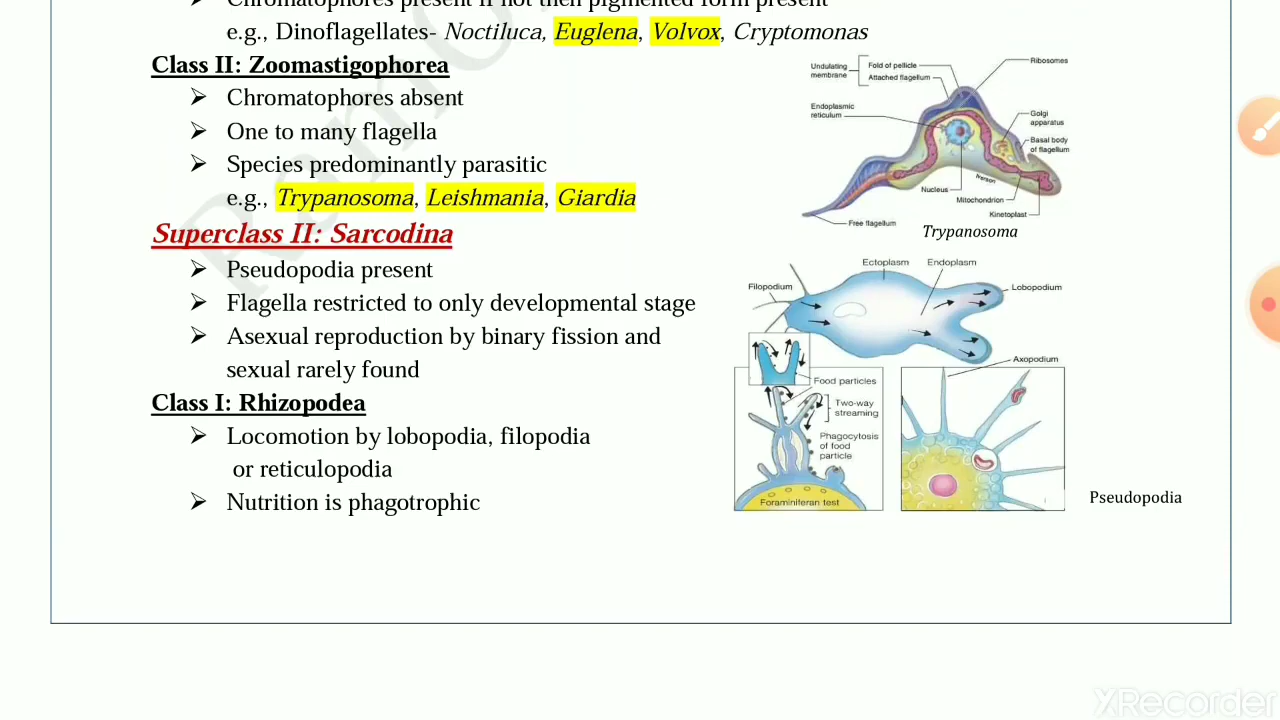 Chromatophores present if not then pigmented form present
e.g., Dinoflagellates- Noctiluca, Euglena, Volvox, Cryptomonas
Class II: Zoomastigophorea
➢ Chromatophores absent
➢ One to many flagella
➢ Species predominantly parasitic
e.g., Trypanosoma, Leishmania, Giardia
Superclass II: Sarcodina
➢ Pseudopodia present
➢ Flagella restricted to only developmental stage
➢ Asexual reproduction by binary fission and
sexual rarely found
Class I: Rhizopodea
➢ Locomotion by lobopodia, filopodia
or reticulopodia
➢ Nutrition is phagotrophic
Undulating
membrane
Fold of pellicle
Attached flagellum
Ribosomes
Endoplasmic
reticulum
Golgi
apparatus
Basal body
of flagellum
Nucleus
Mitochondrion
Kinetoplast
Free flagellum
Trypanosoma
Ectoplasm
Endoplasm
Filopodium
Lobopodium
Axopodium
Food particles
Two-way
streaming
Phagocytosis
of food
particle
Foraminiferan test
Pseudopodia
XRecorder